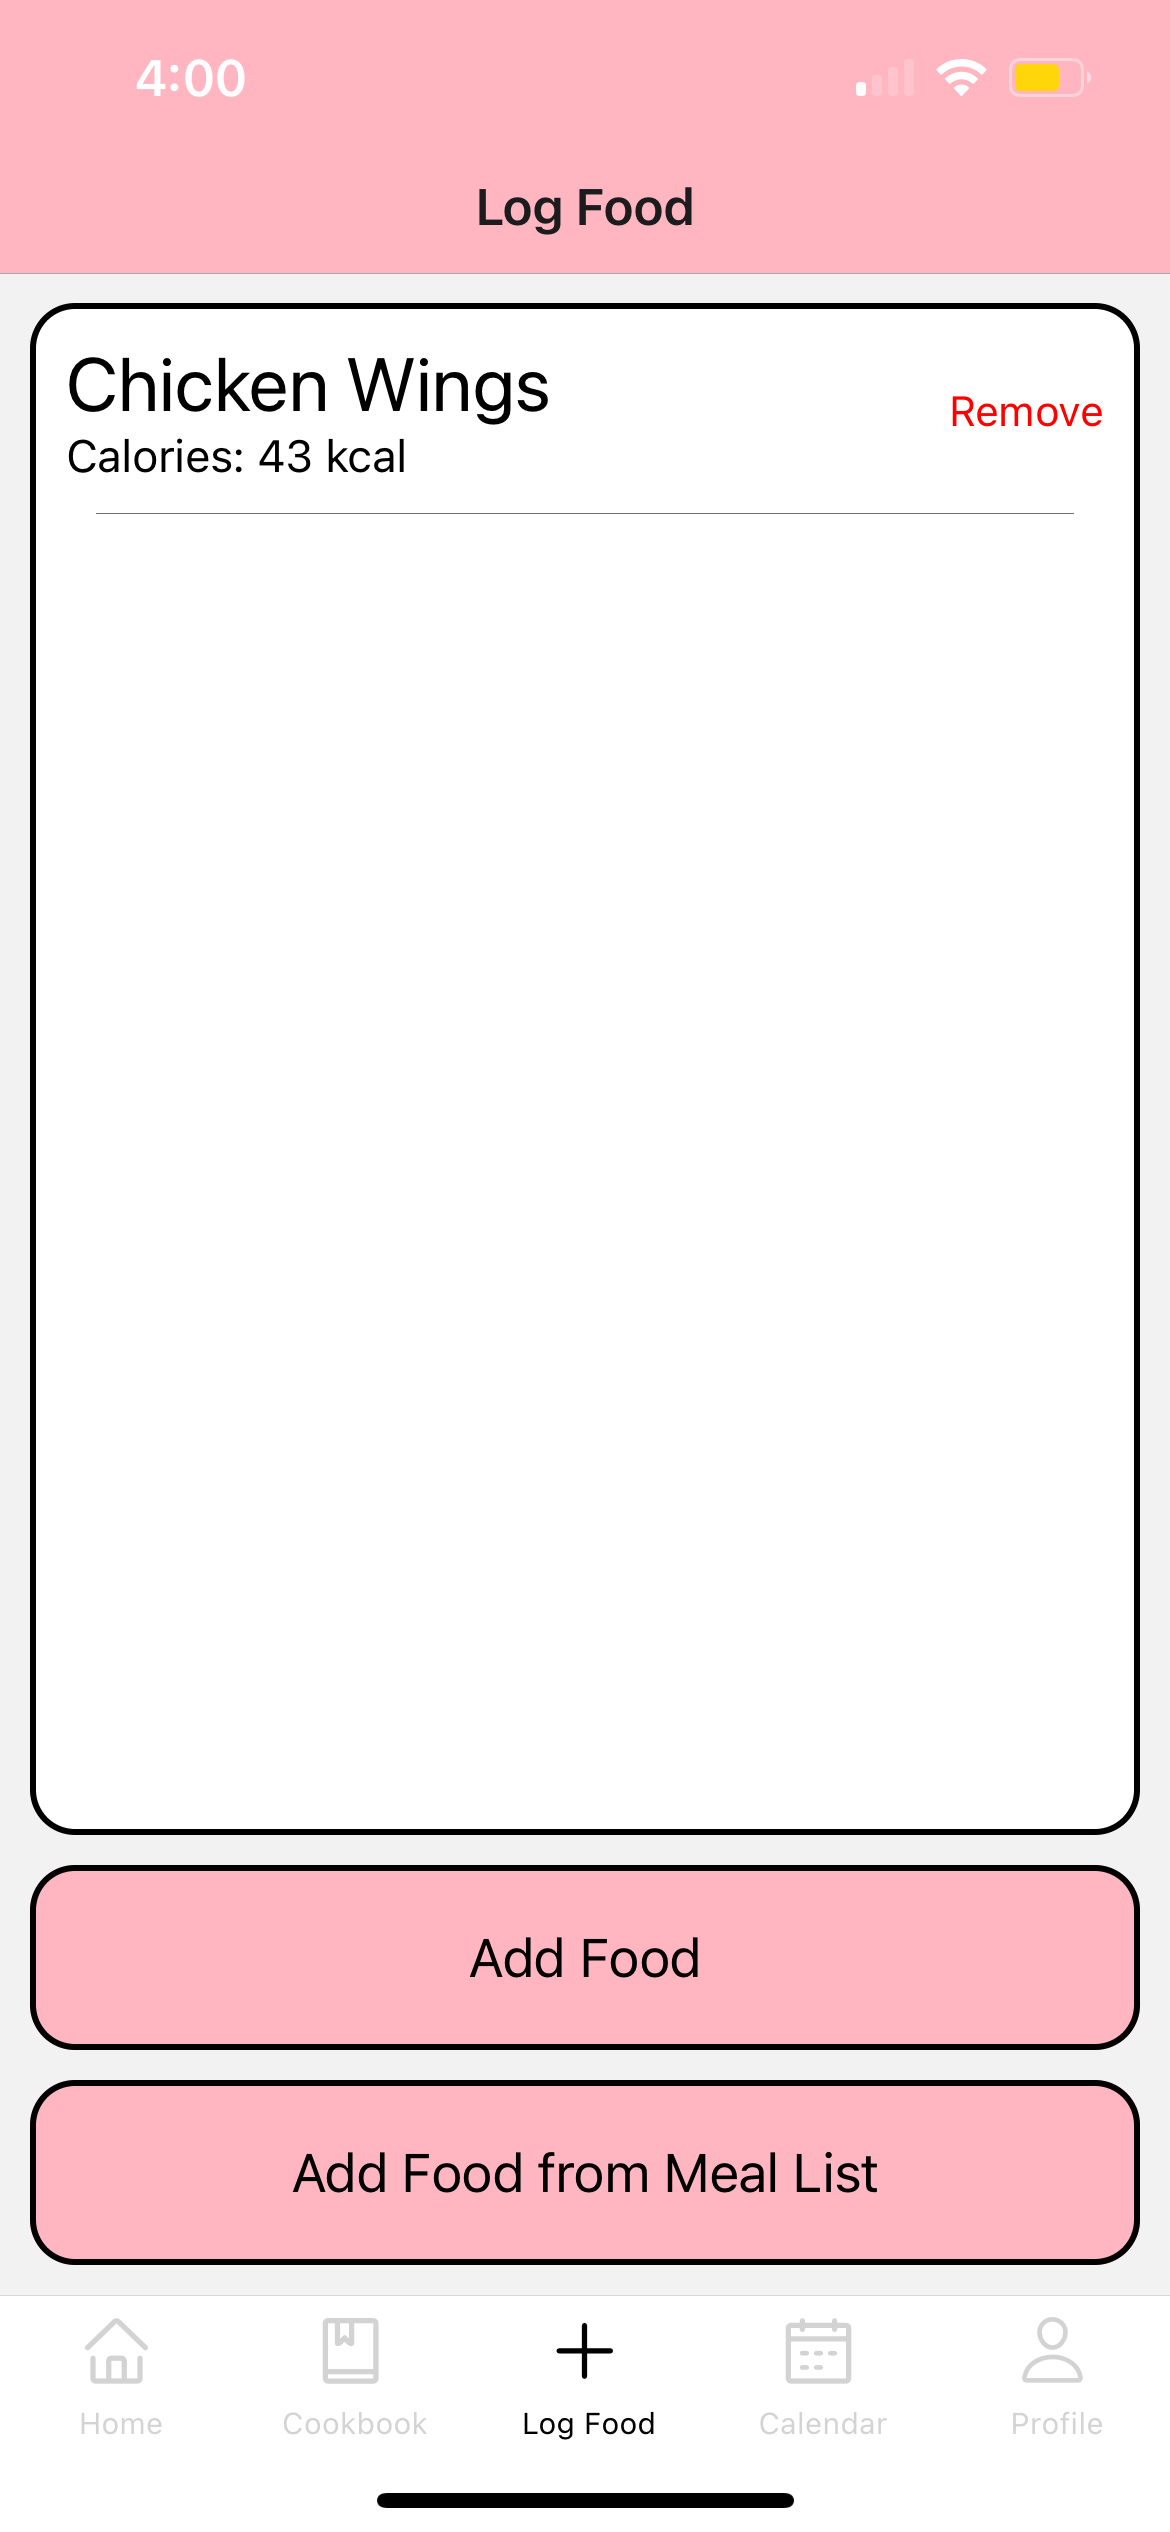 4:00
Log Food
Chicken Wings
Remove
Calories: 43 kcal
Add Food
Add Food from Meal List
Home Cookbook Log Food Calendar Profile